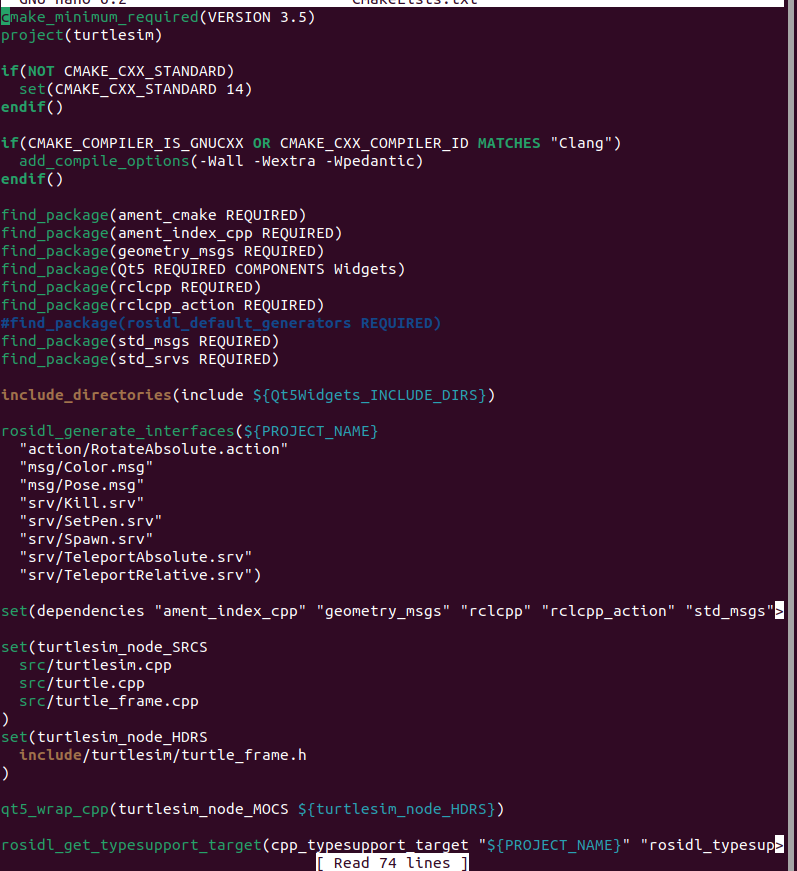 GNU nano 6.2 CMakeLists.txt
cmake_minimum_required(VERSION 3.5)
project(turtlesim)

if(NOT CMAKE_CXX_STANDARD)
  set(CMAKE_CXX_STANDARD 14)
endif()

if(CMAKE_COMPILER_IS_GNUCXX OR CMAKE_CXX_COMPILER_ID MATCHES "Clang")
  add_compile_options(-Wall -Wextra -Wpedantic)
endif()

find_package(ament_cmake REQUIRED)
find_package(ament_index_cpp REQUIRED)
find_package(geometry_msgs REQUIRED)
find_package(Qt5 REQUIRED COMPONENTS Widgets)
find_package(rclcpp REQUIRED)
find_package(rclcpp_action REQUIRED)
#find_package(rosidl_default_generators REQUIRED)
find_package(std_msgs REQUIRED)
find_package(std_srvs REQUIRED)

include_directories(include ${Qt5Widgets_INCLUDE_DIRS})

rosidl_generate_interfaces(${PROJECT_NAME}
  "action/RotateAbsolute.action"
  "msg/Color.msg"
  "msg/Pose.msg"
  "srv/Kill.srv"
  "srv/SetPen.srv"
  "srv/Spawn.srv"
  "srv/TeleportAbsolute.srv"
  "srv/TeleportRelative.srv")

set(dependencies "ament_index_cpp" "geometry_msgs" "rclcpp" "rclcpp_action" "std_msgs">

set(turtlesim_node_SRCS
  src/turtlesim.cpp
  src/turtle.cpp
  src/turtle_frame.cpp
)
set(turtlesim_node_HDRS
  include/turtlesim/turtle_frame.h
)

qt5_wrap_cpp(turtlesim_node_MOCS ${turtlesim_node_HDRS})

rosidl_get_typesupport_target(cpp_typesupport_target "${PROJECT_NAME}" "rosidl_typesup>
[ Read 74 lines ]